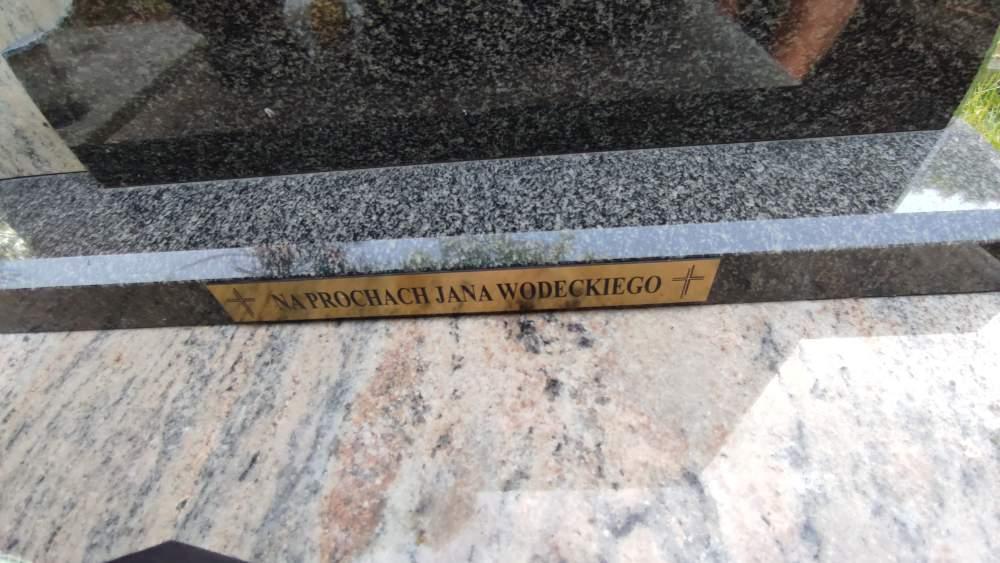 NA PROCHACH JANA WODECKIEGO